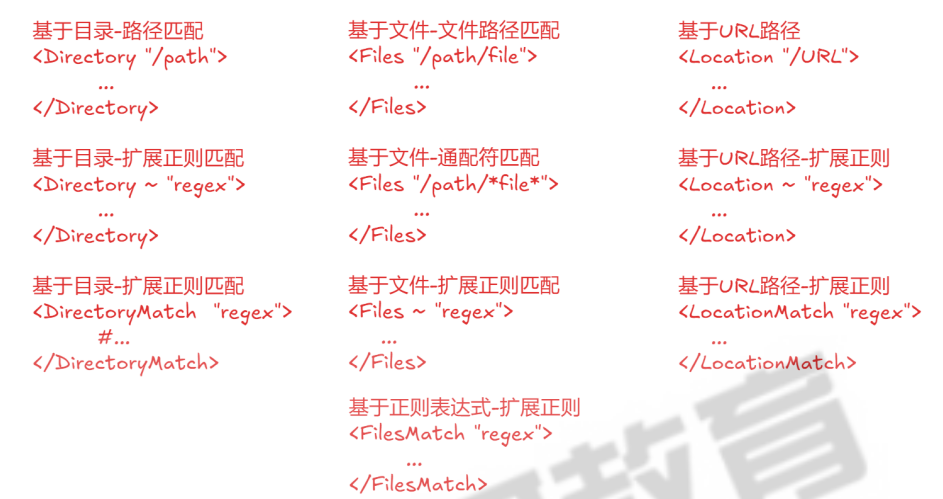 基于目录-路径匹配
<Directory "/path">
...
</Directory>
基于目录-扩展正则匹配
<Directory ~ "regex">
...
</Directory>
基于目录-扩展正则匹配
<DirectoryMatch "regex">
#...
</DirectoryMatch>
基于文件-文件路径匹配
<Files "/path/file">
...
</Files>
基于文件-通配符匹配
<Files "/path/*file*">
...
</Files>
基于文件-扩展正则匹配
<Files ~ "regex">
...
</Files>
基于正则表达式-扩展正则
<FilesMatch "regex">
...
</FilesMatch>
基于URL路径
<Location "/URL">
...
</Location>
基于URL路径-扩展正则
<Location ~ "regex">
...
</Location>
基于URL路径-扩展正则
<LocationMatch "regex">
...
</LocationMatch>
教育